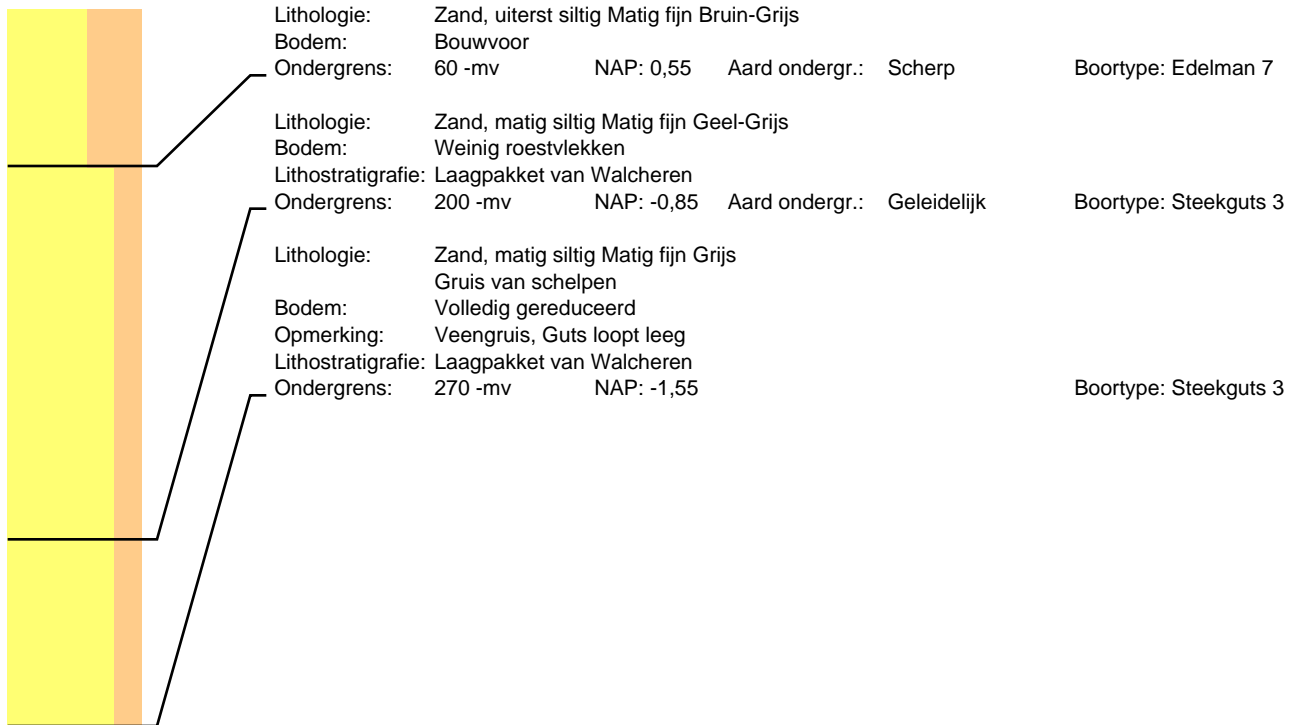 Lithologie: Zand, uiterst siltig Matig fijn Bruin-Grijs
Bodem: Bouwvoor
Ondergrens: 60 -mv NAP: 0,55 Aard ondergr.: Scherp Boortype: Edelman 7
Lithologie: Zand, matig siltig Matig fijn Geel-Grijs
Bodem: Weinig roestvlekken
Lithostratigrafie: Laagpakket van Walcheren
Ondergrens: 200 -mv NAP: -0,85 Aard ondergr.: Geleidelijk Boortype: Steekguts 3
Lithologie: Zand, matig siltig Matig fijn Grijs
Gruis van schelpen
Bodem: Volledig gereduceerd
Opmerking: Veengruis, Guts loopt leeg
Lithostratigrafie: Laagpakket van Walcheren
Ondergrens: 270 -mv NAP: -1,55 Boortype: Steekguts 3